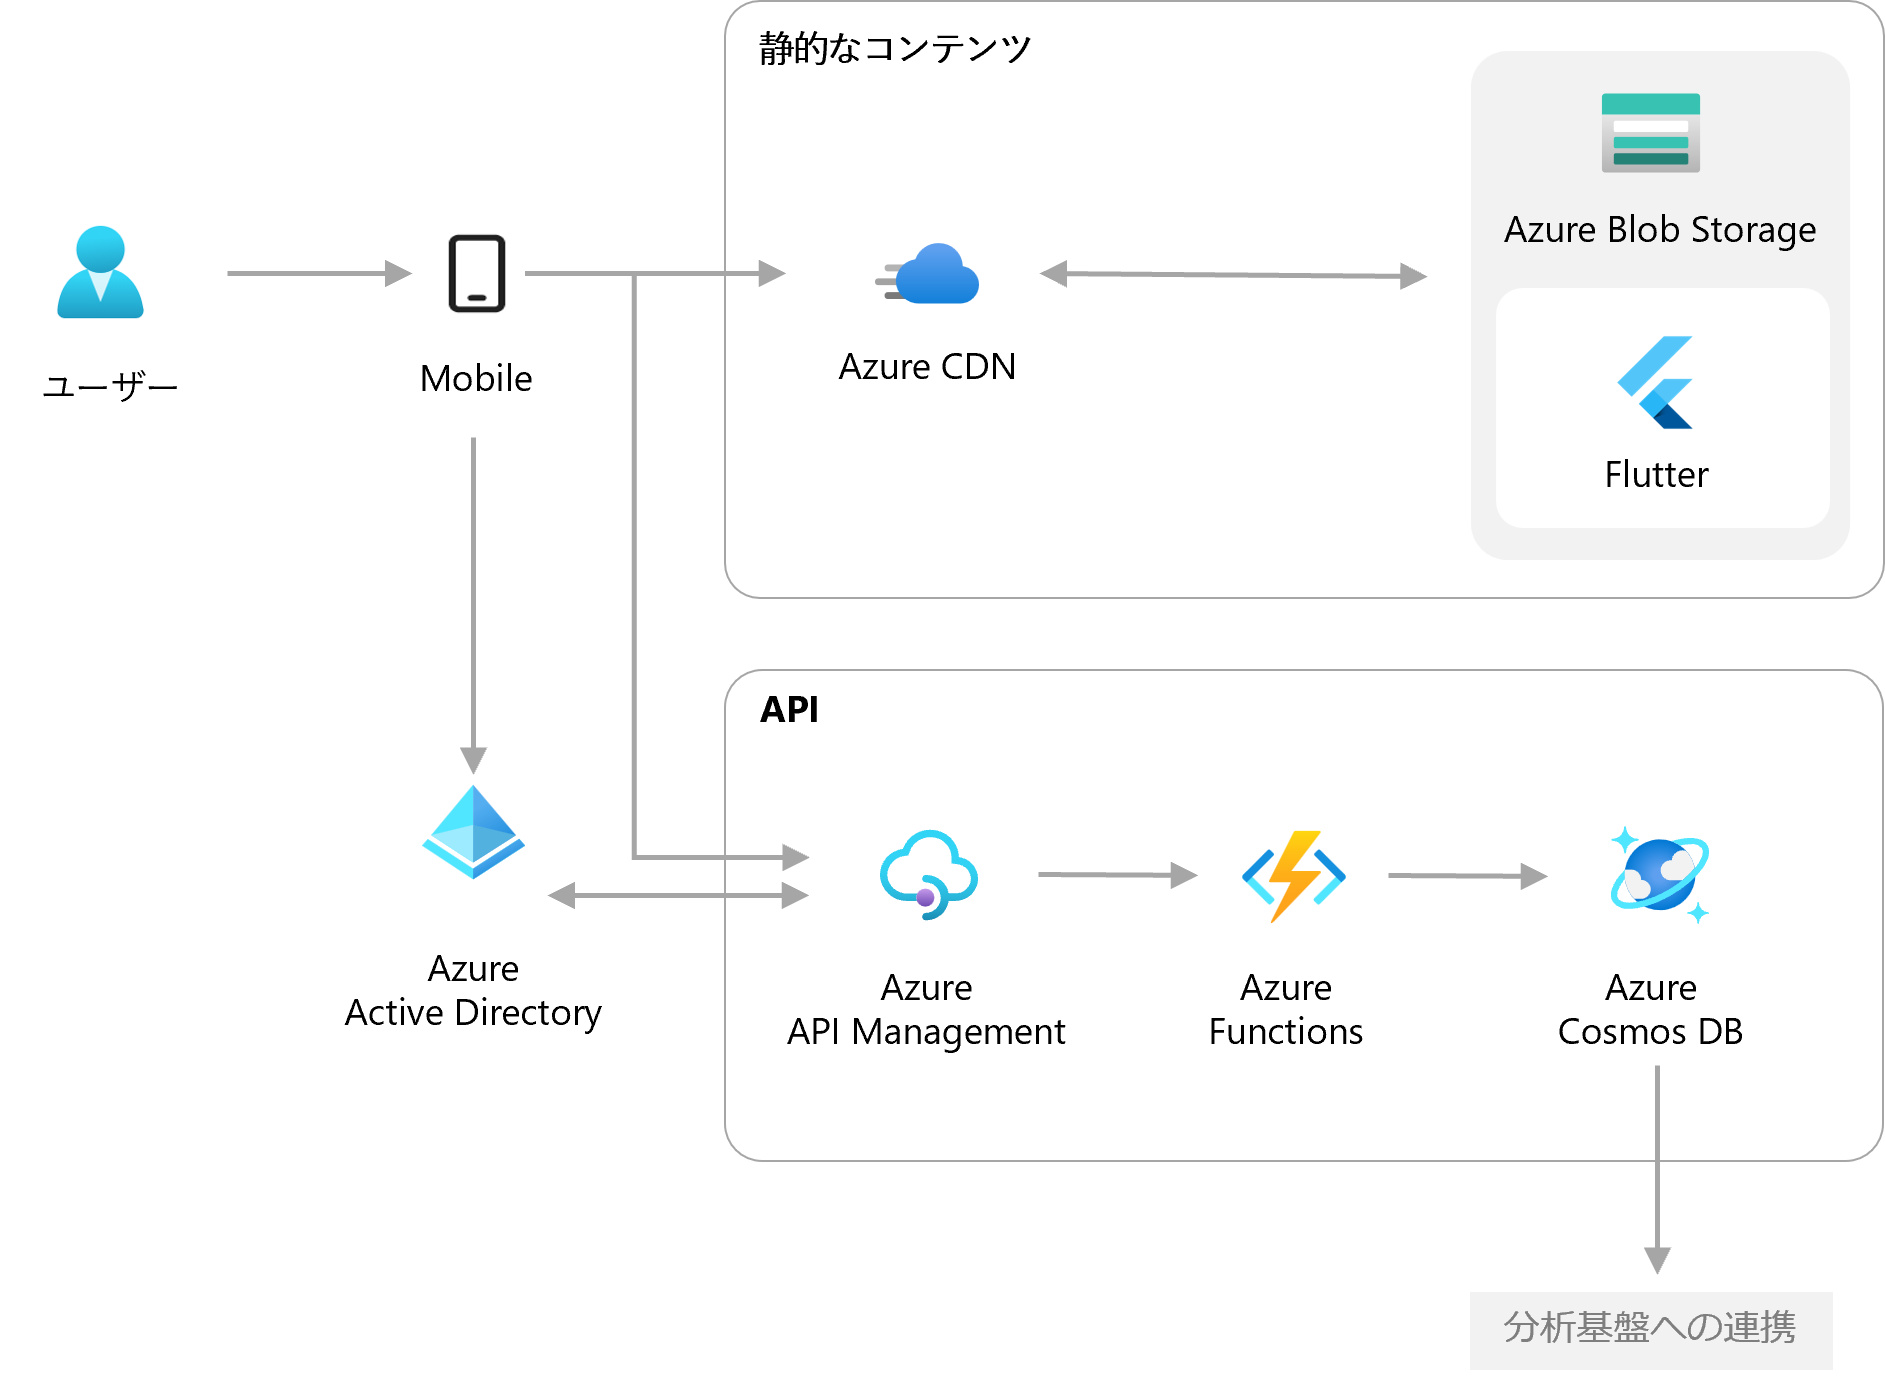 静的なコンテンツ
Azure Blob Storage
ユーザー
Mobile
Azure CDN
Flutter
API
Azure
Active Directory
Azure
API Management
Azure
Functions
Azure
Cosmos DB
分析基盤への連携